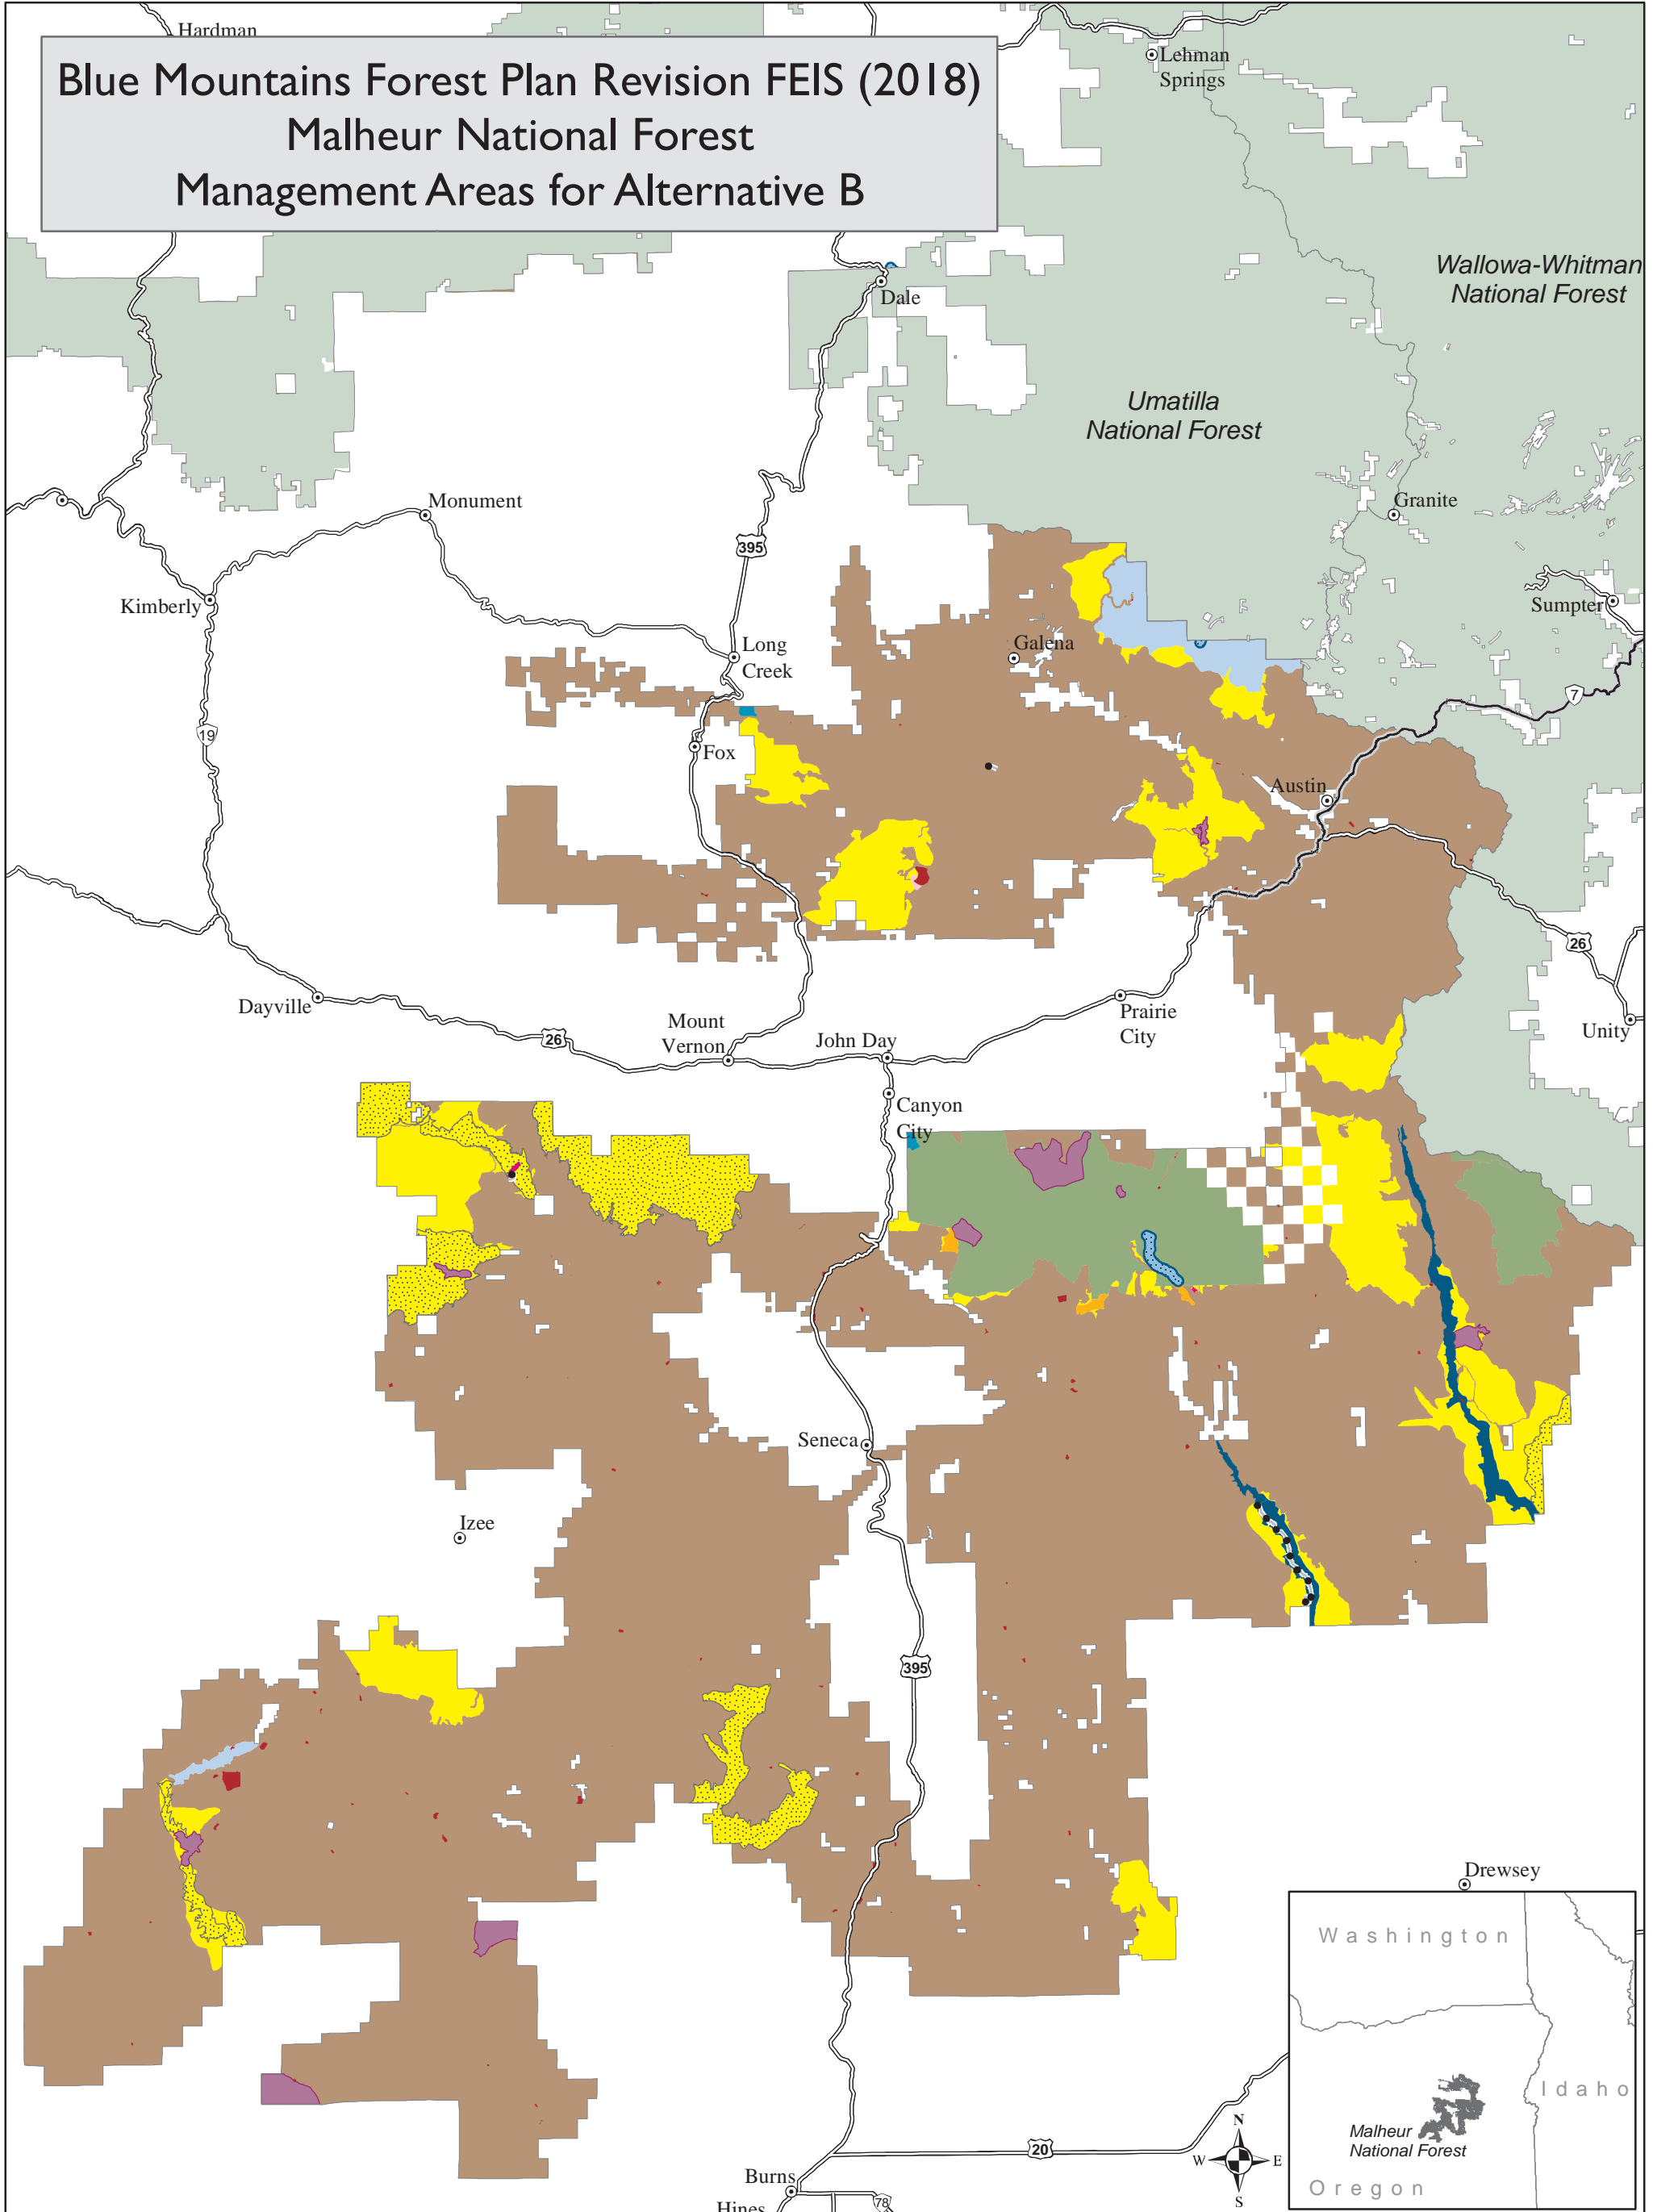 Hardman
Blue Mountains Forest Plan Revision FEIS (2018)
Malheur National Forest
Management Areas for Alternative B
Lehman
Springs
Wallowa-Whitman
National Forest
Dale
Umatilla
National Forest
Monument
Granite
395
Kimberly
Sumpter
Long
Creek
Galena
7
19
Fox
Austin
26
Dayville
Mount
Vernon
John Day
Prairie
City
Unity
26
Canyon
City
Seneca
Izee
395
Drewsey
Washington
Idaho
Malheur
National Forest
Oregon
N
W
E
S
20
Burns
Hines
78